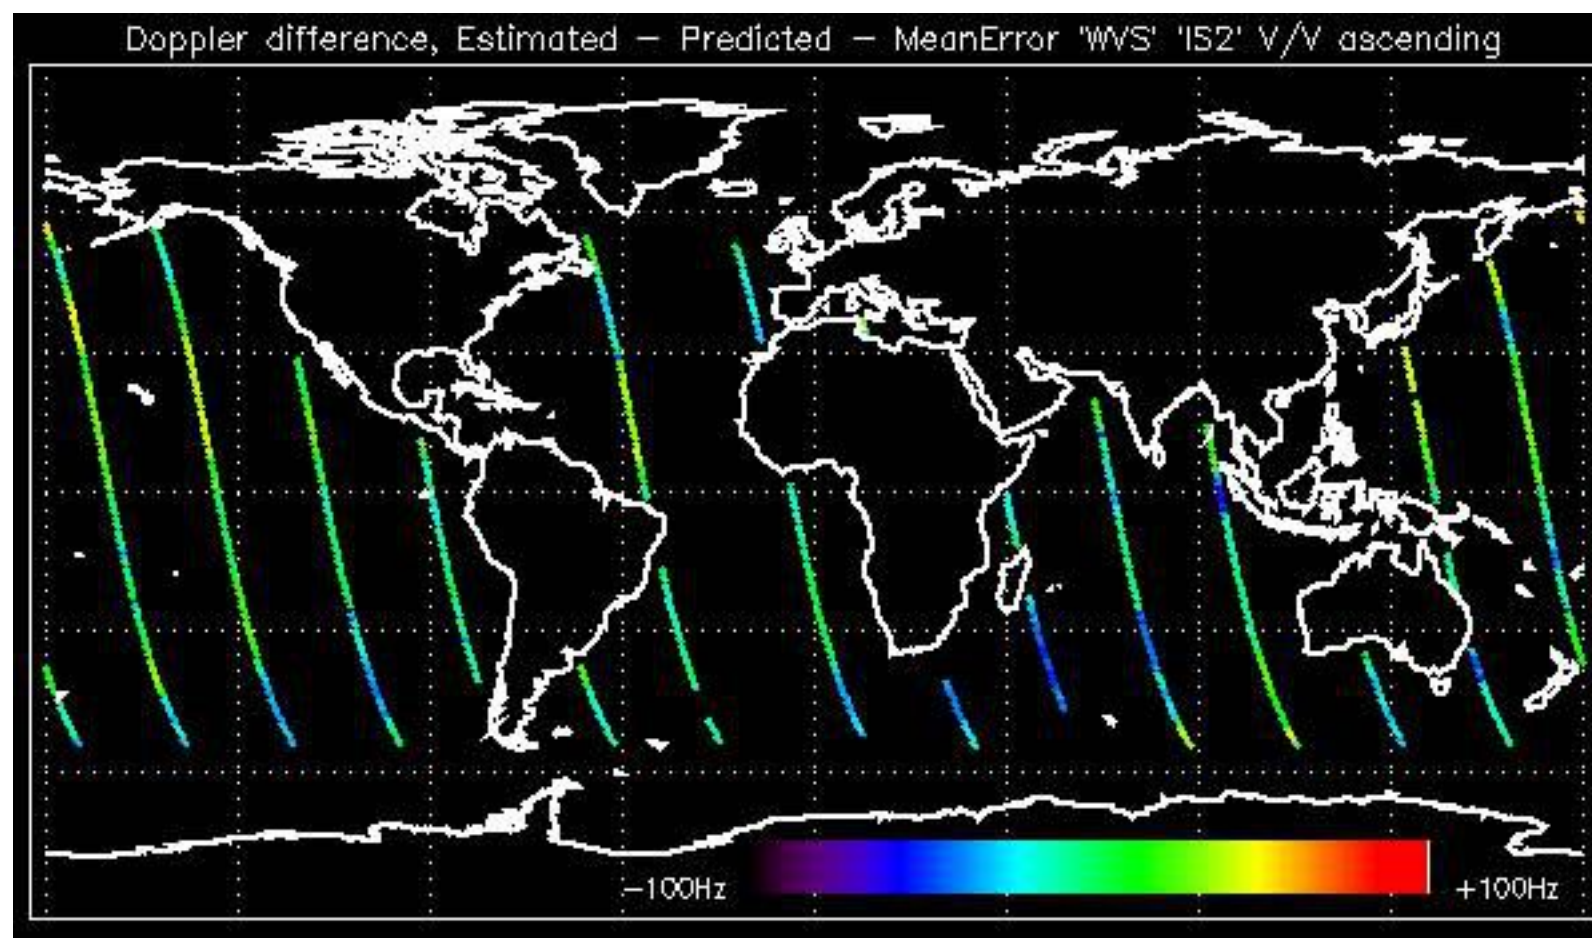 Doppler difference, Estimated – Predicted – MeanError 'WVS' 'IS2' V/V ascending
–100Hz
+100Hz